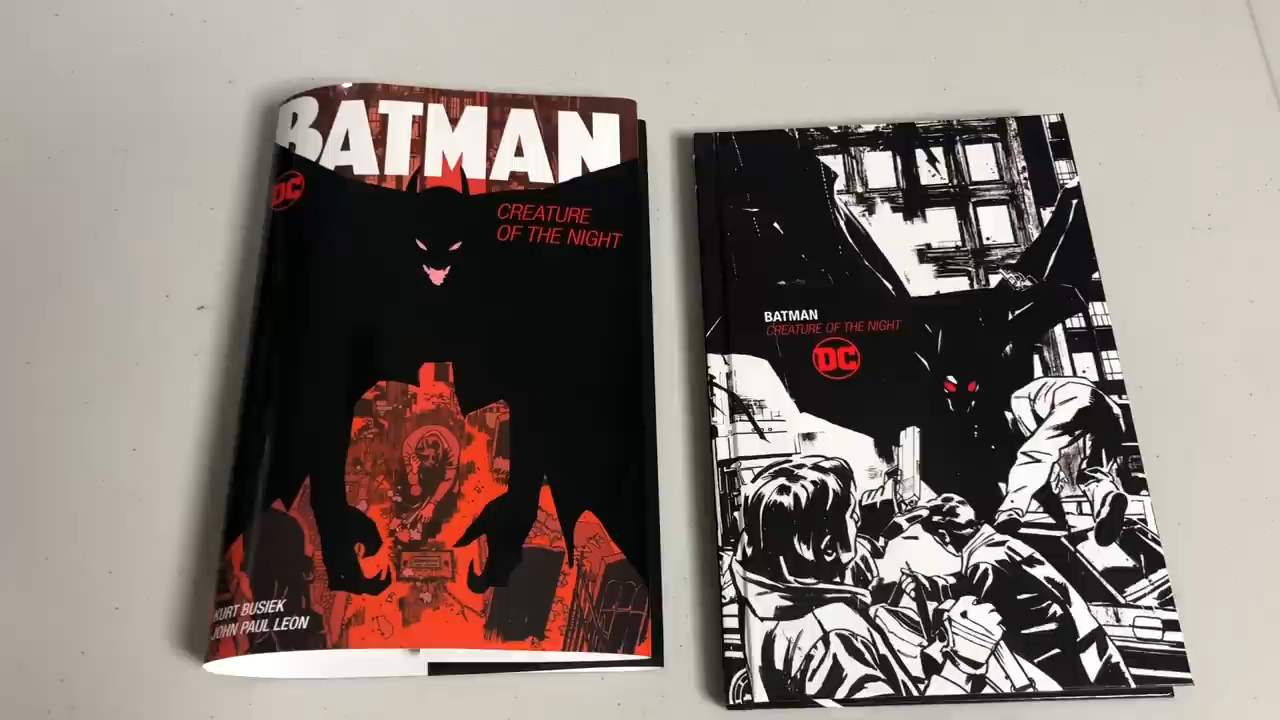 BATMAN
DC
CREATURE
OF THE NIGHT
KURT BUSIEK
JOHN PAUL LEON
BATMAN
CREATURE OF THE NIGHT
DC